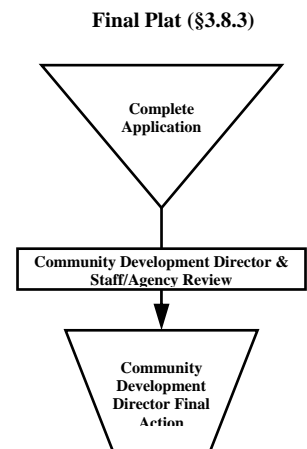 Final Plat (§3.8.3)
Complete
Application
Community Development Director &
Staff/Agency Review
Community
Development
Director Final
Action